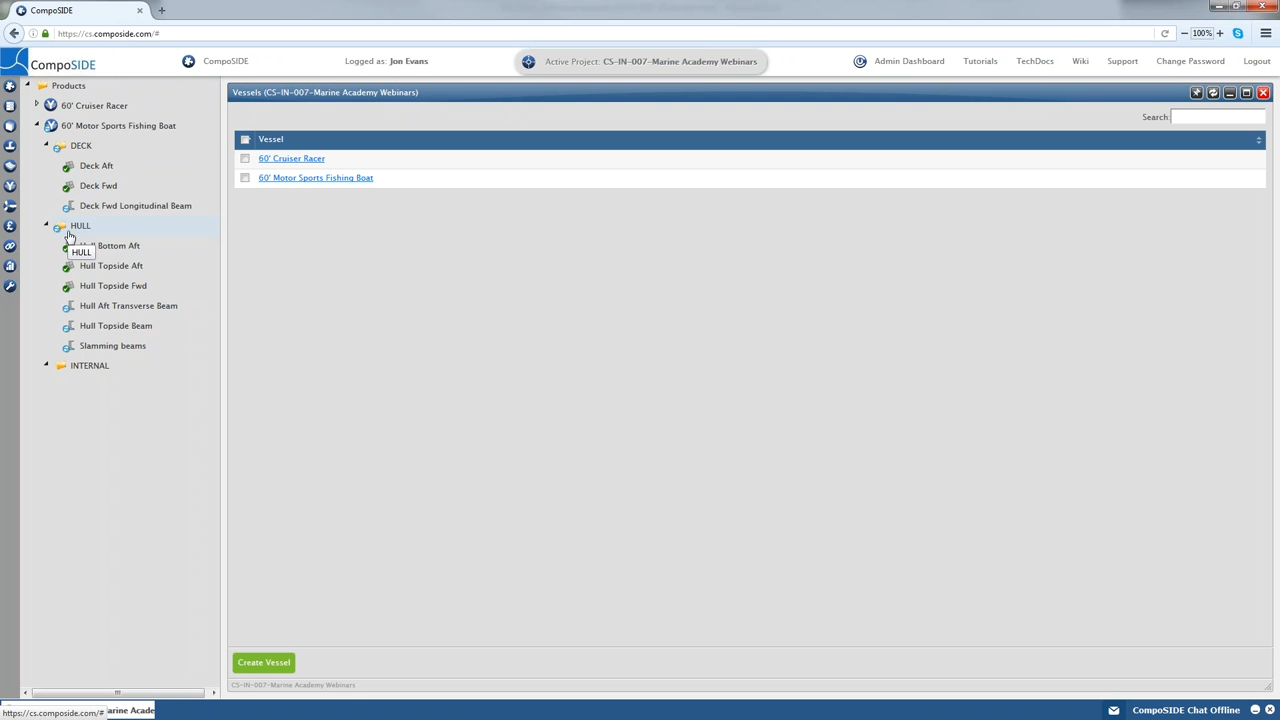 CompoSIDE
https://cs.composide.com/#
100%
CompoSIDE
CompoSIDE
Logged as: Jon Evans
Active Project: CS-IN-007-Marine Academy Webinars
Admin Dashboard
Tutorials
TechDocs
Wiki
Support
Change Password
Logout
Products
60' Cruiser Racer
60' Motor Sports Fishing Boat
DECK
Deck Aft
Deck Fwd
Deck Fwd Longitudinal Beam
HULL
Bottom Aft
HULL
Hull Topside Aft
Hull Topside Fwd
Hull Aft Transverse Beam
Hull Topside Beam
Slamming beams
INTERNAL
Vessels (CS-IN-007-Marine Academy Webinars)
Search:
Vessel
60' Cruiser Racer
60' Motor Sports Fishing Boat
Create Vessel
CS-IN-007-Marine Academy Webinars
https://cs.composide.com/#
CompoSIDE Chat Offline